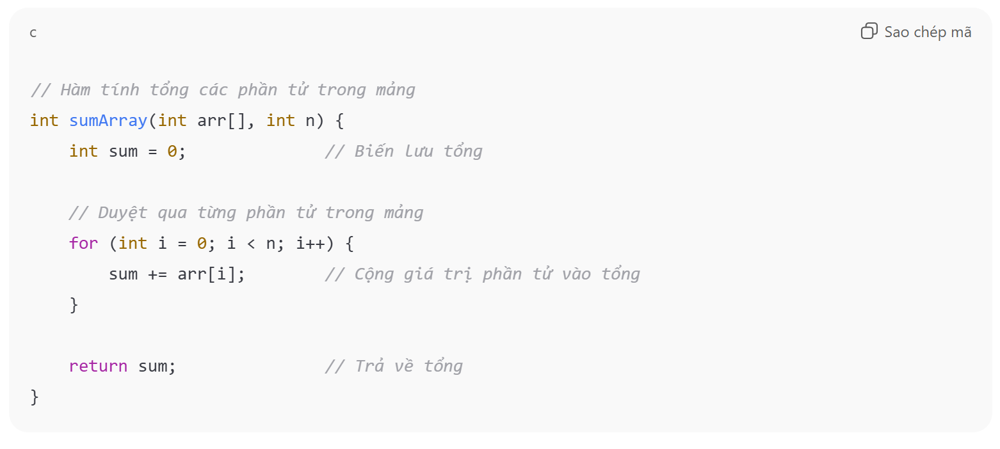 c
Sao chép mã
// Hàm tính tổng các phần tử trong mảng
int sumArray(int arr[], int n) {
    int sum = 0;              // Biến lưu tổng
    // Duyệt qua từng phần tử trong mảng
    for (int i = 0; i < n; i++) {
        sum += arr[i];        // Cộng giá trị phần tử vào tổng
    }
    return sum;               // Trả về tổng
}